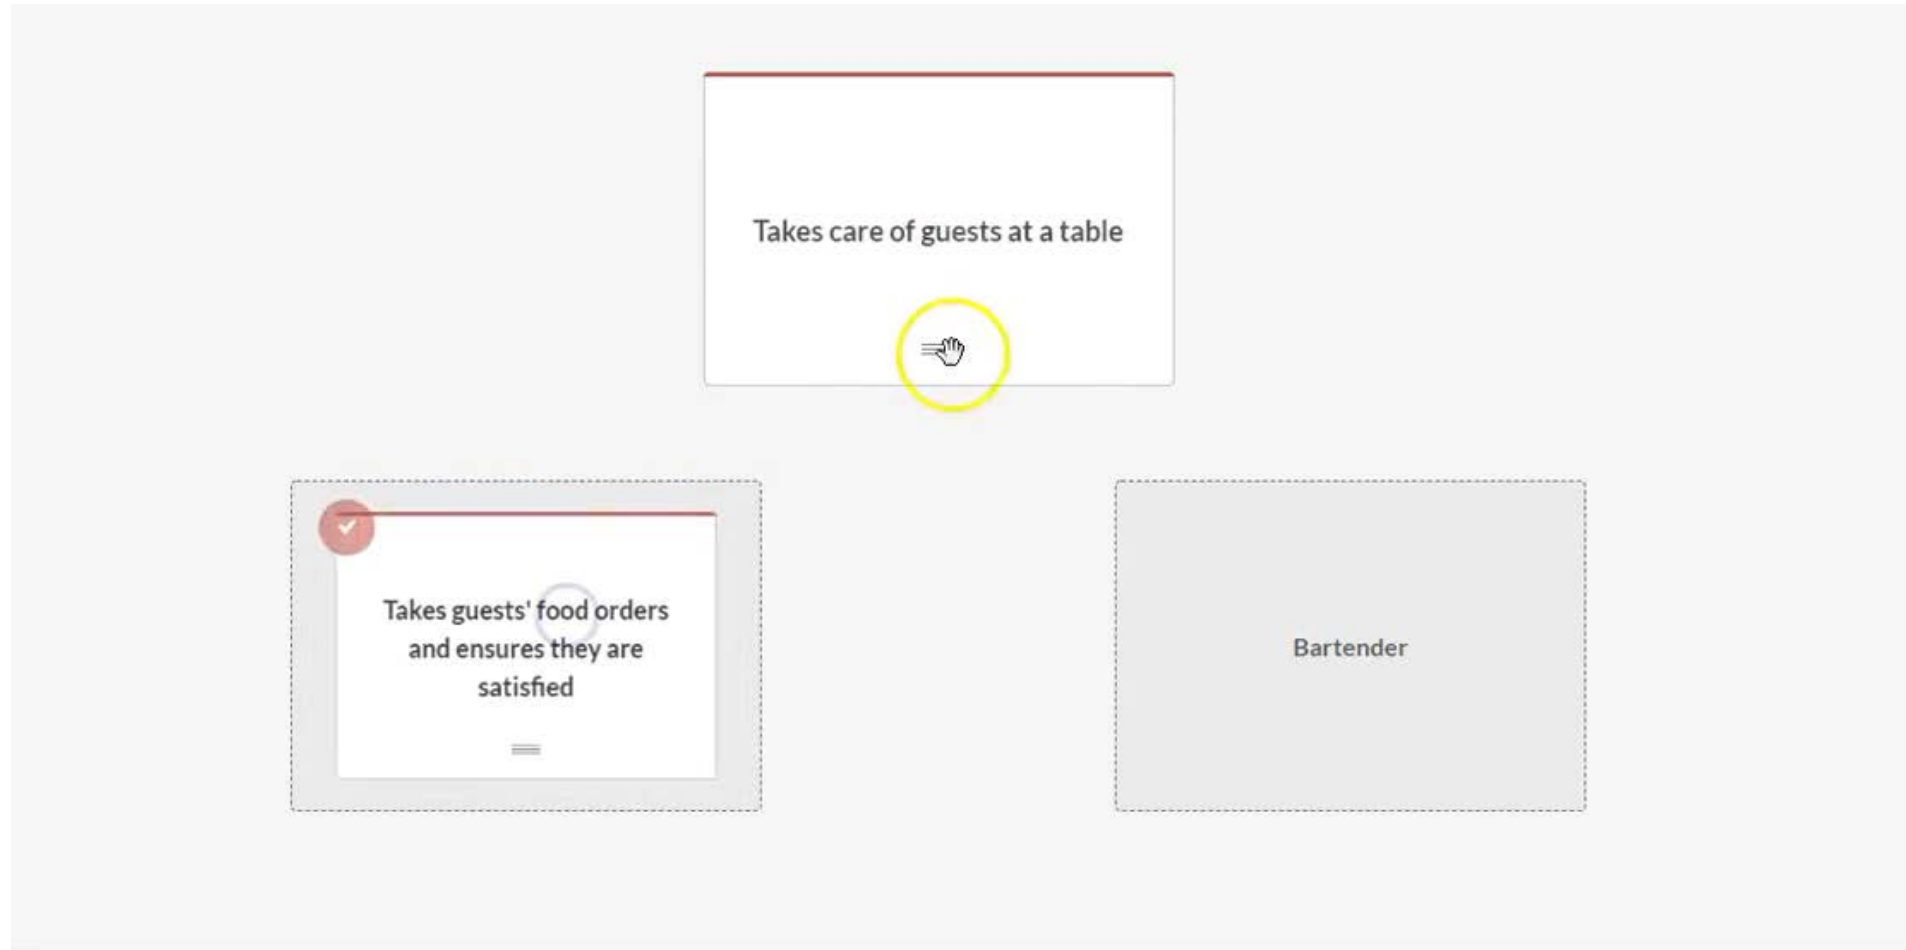 Takes care of guests at a table
Takes guests' food orders
and ensures they are
satisfied
Bartender